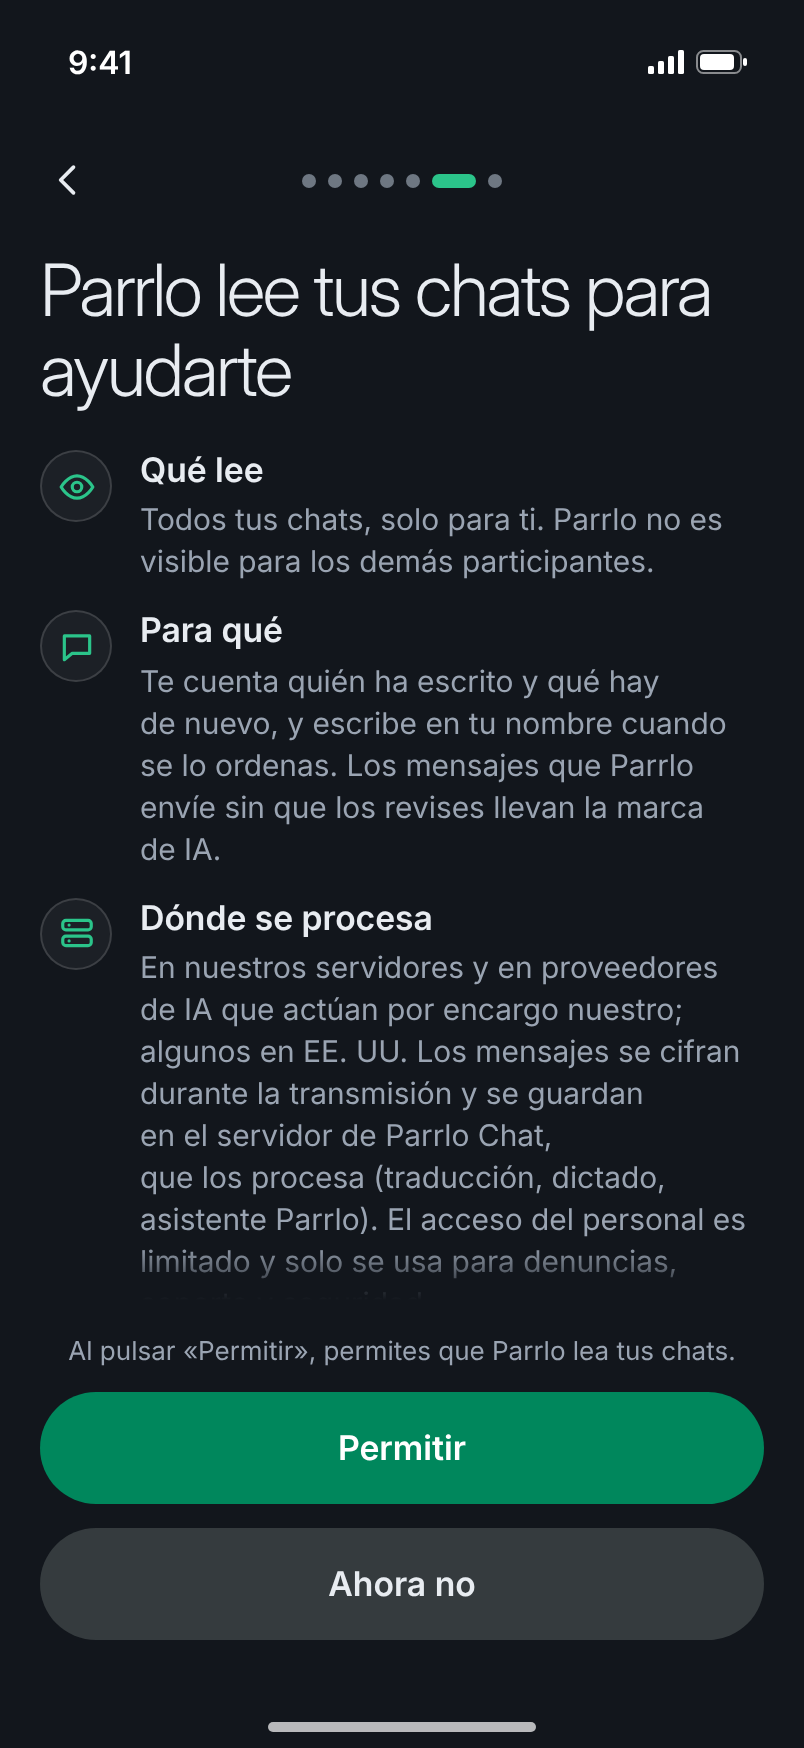 9:41
Parrlo lee tus chats para
ayudarte
Qué lee
Todos tus chats, solo para ti. Parrlo no es
visible para los demás participantes.
Para qué
Te cuenta quién ha escrito y qué hay
de nuevo, y escribe en tu nombre cuando
se lo ordenas. Los mensajes que Parrlo
envíe sin que los revises llevan la marca
de IA.
Dónde se procesa
En nuestros servidores y en proveedores
de IA que actúan por encargo nuestro;
algunos en EE. UU. Los mensajes se cifran
durante la transmisión y se guardan
en el servidor de Parrlo Chat,
que los procesa (traducción, dictado,
asistente Parrlo). El acceso del personal es
limitado y solo se usa para denuncias,
Al pulsar «Permitir», permites que Parrlo lea tus chats.
Permitir
Ahora no